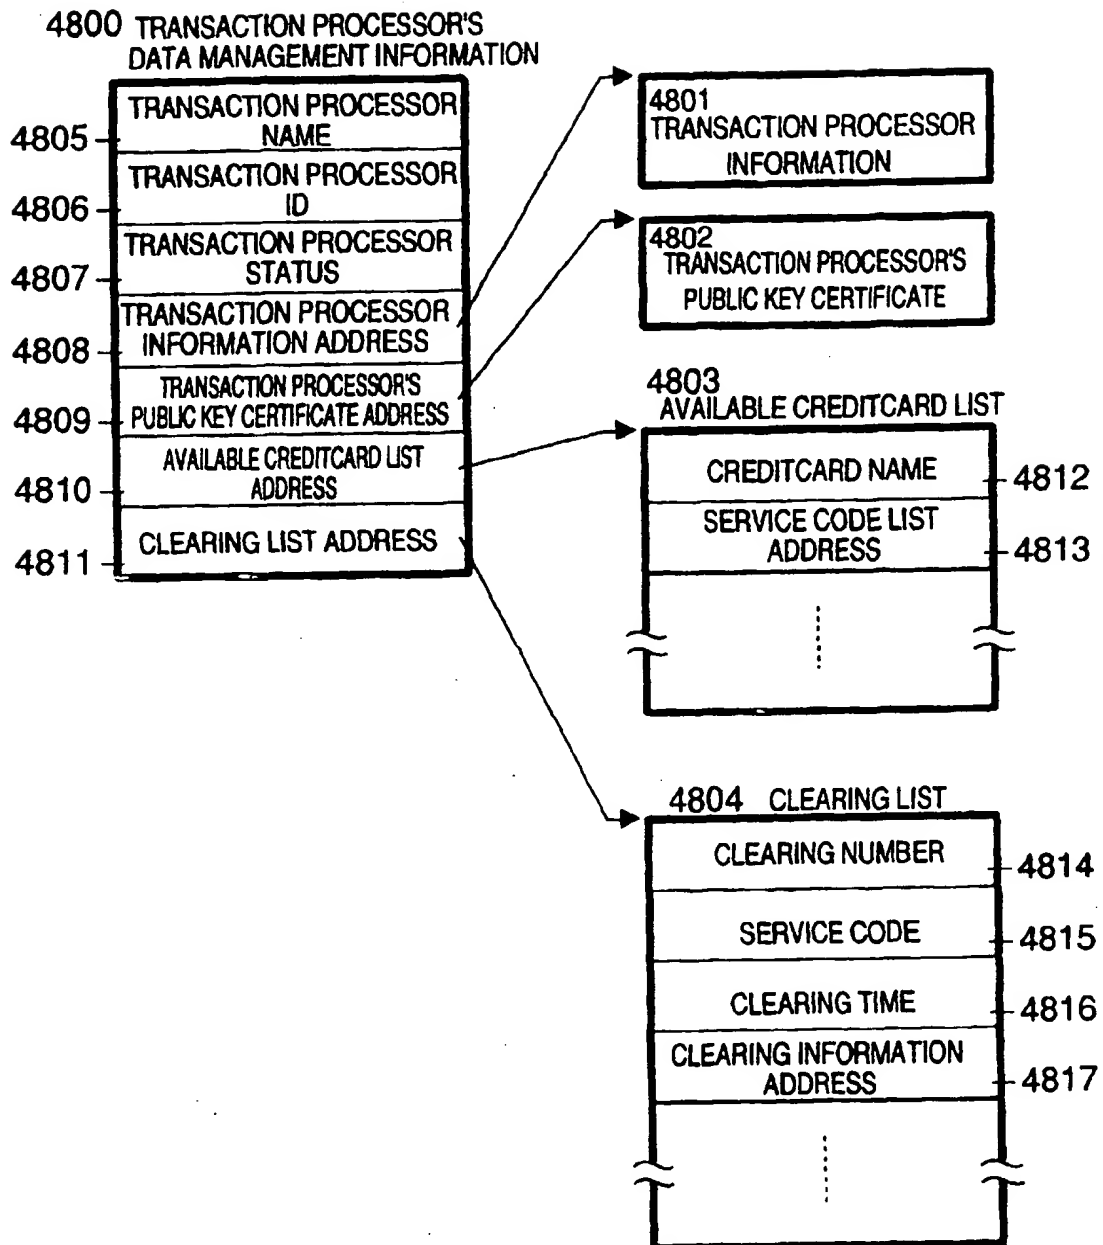 4800 TRANSACTION PROCESSOR'S
DATA MANAGEMENT INFORMATION
4805
TRANSACTION PROCESSOR
NAME
4806
TRANSACTION PROCESSOR
ID
4807
TRANSACTION PROCESSOR
STATUS
4808
TRANSACTION PROCESSOR
INFORMATION ADDRESS
4809
TRANSACTION PROCESSOR'S
PUBLIC KEY CERTIFICATE ADDRESS
4810
AVAILABLE CREDITCARD LIST
ADDRESS
4811
CLEARING LIST ADDRESS
4801
TRANSACTION PROCESSOR
INFORMATION
4802
TRANSACTION PROCESSOR'S
PUBLIC KEY CERTIFICATE
4803
AVAILABLE CREDITCARD LIST
CREDITCARD NAME
4812
SERVICE CODE LIST
ADDRESS
4813
4804 CLEARING LIST
CLEARING NUMBER
4814
SERVICE CODE
4815
CLEARING TIME
4816
CLEARING INFORMATION
ADDRESS
4817